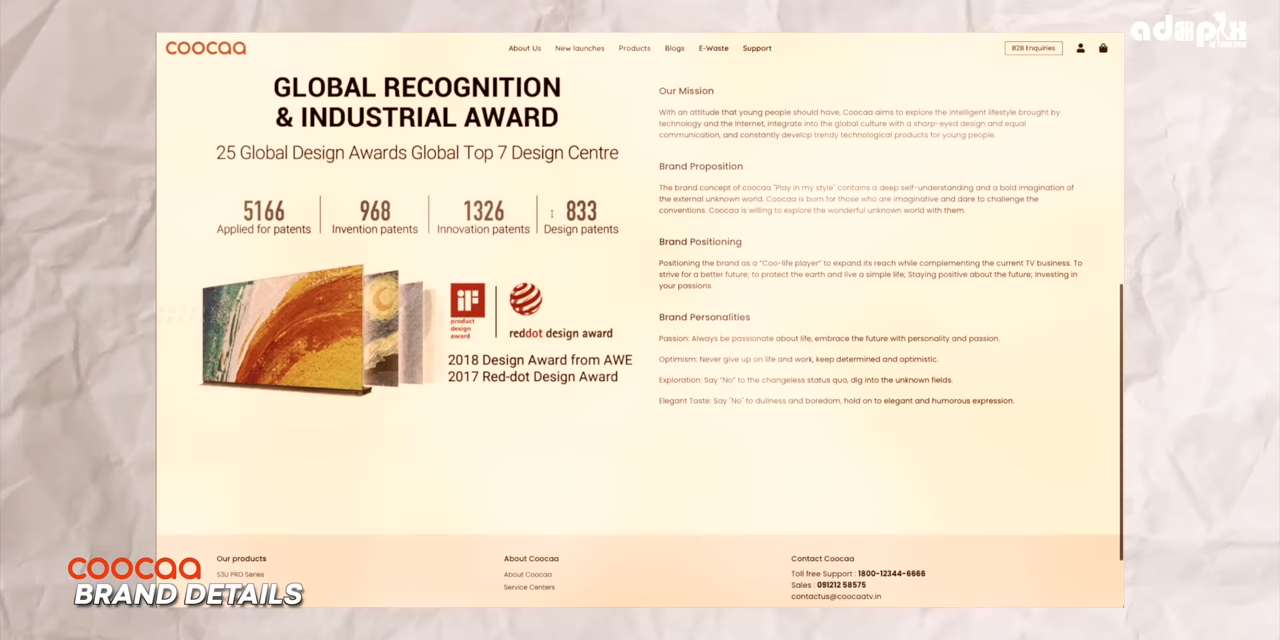 adopix
coocaa
About Us
New launches
Products
Blogs
E-Waste
Support
B2B Enquiries
GLOBAL RECOGNITION
& INDUSTRIAL AWARD
25 Global Design Awards Global Top 7 Design Centre
5166
Applied for patents
968
Invention patents
1326
Innovation patents
833
Design patents
iF
product
design
award
reddot design award
2018 Design Award from AWE
2017 Red-dot Design Award
Our Mission
With an attitude that young people should have, Coocaa aims to explore the intelligent lifestyle brought by
technology and the Internet, integrate into the global culture with a sharp-eyed design and equal
communication, and constantly develop trendy technological products for young people.
Brand Proposition
The brand concept of coocaa "Play in my style" contains a deep self-understanding and a bold imagination of
the external unknown world. Coocaa is born for those who are imaginative and dare to challenge the
conventions. Coocaa is willing to explore the wonderful unknown world with them.
Brand Positioning
Positioning the brand as a "Coo-life player" to expand its reach while complementing the current TV business. To
strive for a better future; to protect the earth and live a simple life; Staying positive about the future; Investing in
your passions.
Brand Personalities
Passion: Always be passionate about life, embrace the future with personality and passion.
Optimism: Never give up on life and work, keep determined and optimistic.
Exploration: Say "No" to the changeless status quo, dig into the unknown fields.
Elegant Taste: Say "No" to dullness and boredom, hold on to elegant and humorous expression.
Our products
S3U PRO Series
About Coocaa
About Coocaa
Service Centers
Contact Coocaa
Toll free Support : 1800-12344-6666
Sales : 091212 58575
contactus@coocaatv.in
coocaa
BRAND DETAILS